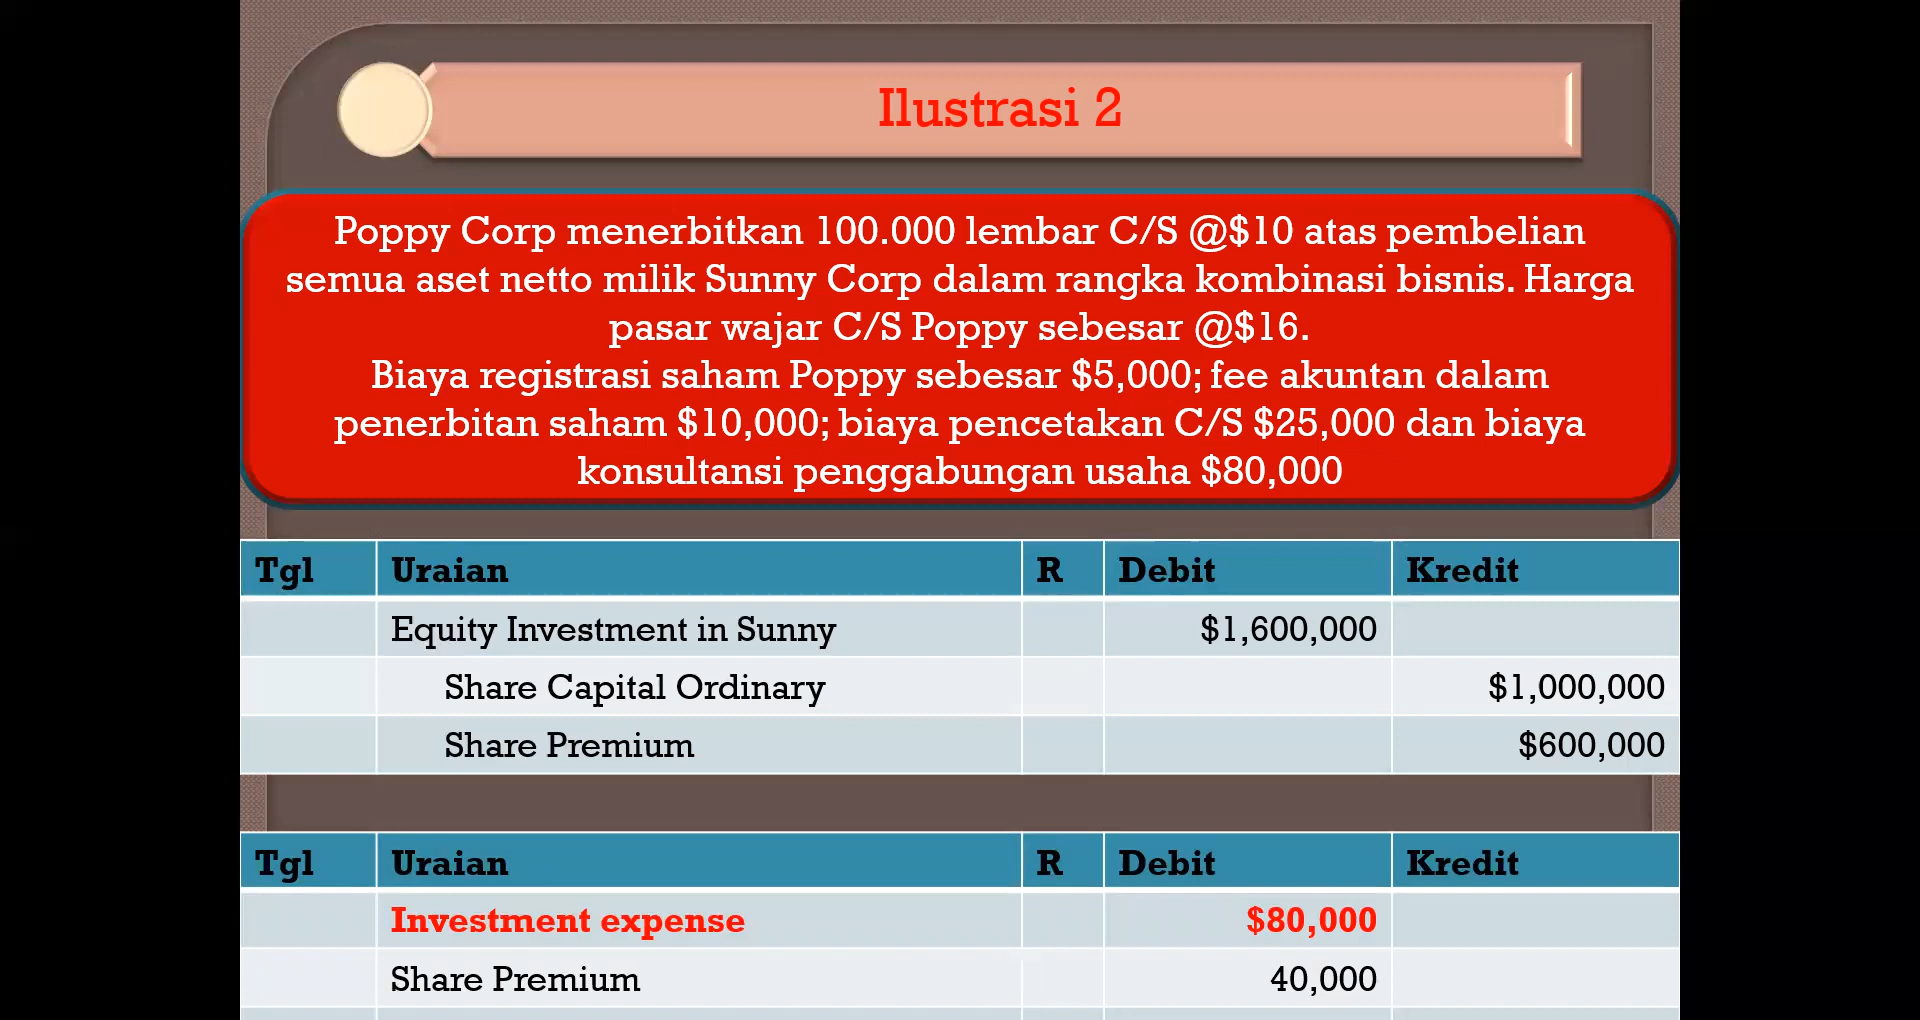 Ilustrasi 2
Poppy Corp menerbitkan 100.000 lembar C/S @$10 atas pembelian
semua aset netto milik Sunny Corp dalam rangka kombinasi bisnis. Harga
pasar wajar C/S Poppy sebesar @$16.
Biaya registrasi saham Poppy sebesar $5,000; fee akuntan dalam
penerbitan saham $10,000; biaya pencetakan C/S $25,000 dan biaya
konsultansi penggabungan usaha $80,000
Tgl Uraian R Debit Kredit
Equity Investment in Sunny $1,600,000
Share Capital Ordinary $1,000,000
Share Premium $600,000
Tgl Uraian R Debit Kredit
Investment expense $80,000
Share Premium 40,000